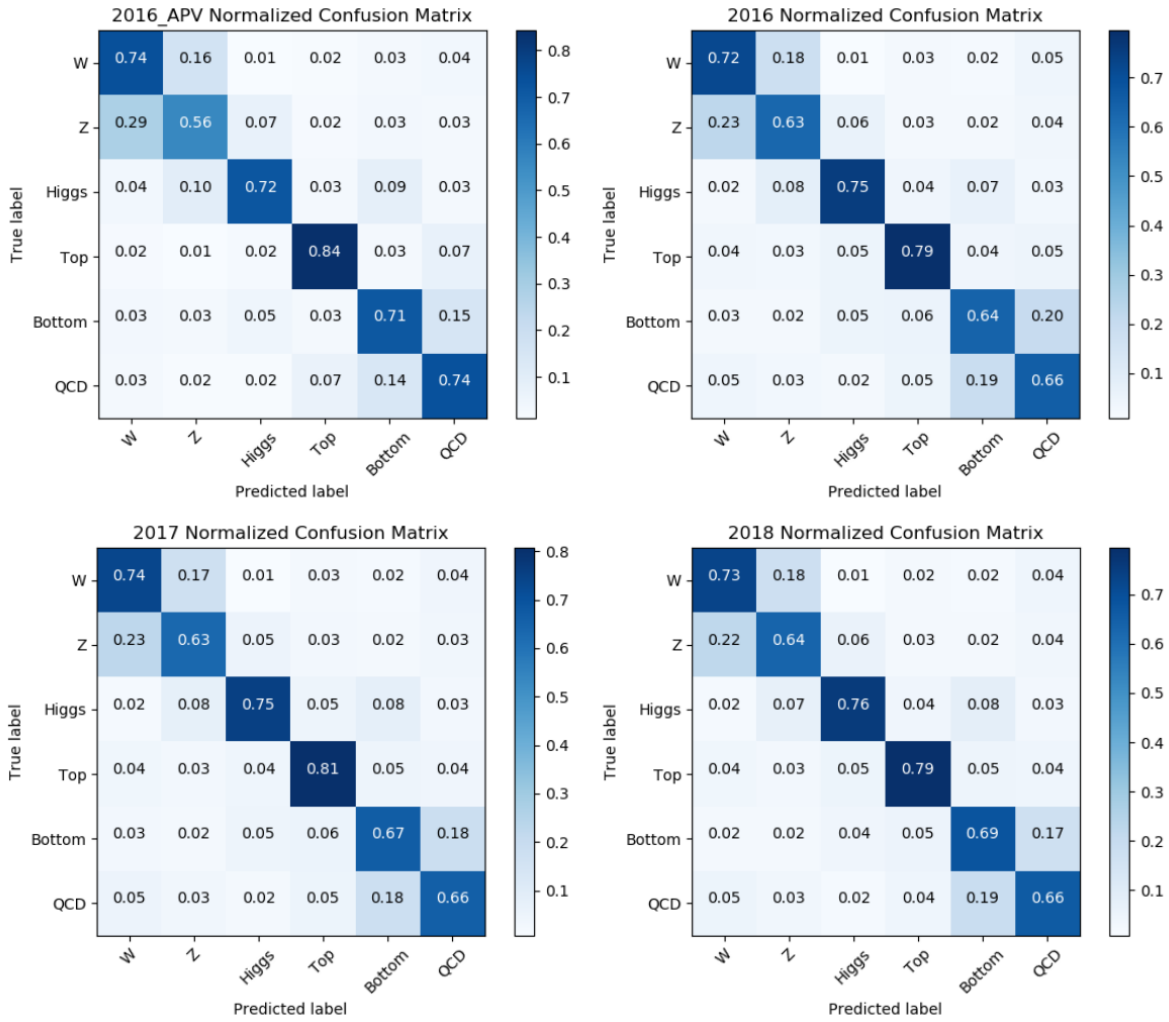 2016_APV Normalized Confusion Matrix
W 0.74 0.16 0.01 0.02 0.03 0.04
Z 0.29 0.56 0.07 0.02 0.03 0.03
Higgs 0.04 0.10 0.72 0.03 0.09 0.03
Top 0.02 0.01 0.02 0.84 0.03 0.07
Bottom 0.03 0.03 0.05 0.03 0.71 0.15
QCD 0.03 0.02 0.02 0.07 0.14 0.74
W Z Higgs Top Bottom QCD
Predicted label
True label
0.8
0.7
0.6
0.5
0.4
0.3
0.2
0.1
2016 Normalized Confusion Matrix
W 0.72 0.18 0.01 0.03 0.02 0.05
Z 0.23 0.63 0.06 0.03 0.02 0.04
Higgs 0.02 0.08 0.75 0.04 0.07 0.03
Top 0.04 0.03 0.05 0.79 0.04 0.05
Bottom 0.03 0.02 0.05 0.06 0.64 0.20
QCD 0.05 0.03 0.02 0.05 0.19 0.66
W Z Higgs Top Bottom QCD
Predicted label
True label
0.7
0.6
0.5
0.4
0.3
0.2
0.1
2017 Normalized Confusion Matrix
W 0.74 0.17 0.01 0.03 0.02 0.04
Z 0.23 0.63 0.05 0.03 0.02 0.03
Higgs 0.02 0.08 0.75 0.05 0.08 0.03
Top 0.04 0.03 0.04 0.81 0.05 0.04
Bottom 0.03 0.02 0.05 0.06 0.67 0.18
QCD 0.05 0.03 0.02 0.05 0.18 0.66
W Z Higgs Top Bottom QCD
Predicted label
True label
0.8
0.7
0.6
0.5
0.4
0.3
0.2
0.1
2018 Normalized Confusion Matrix
W 0.73 0.18 0.01 0.02 0.02 0.04
Z 0.22 0.64 0.06 0.03 0.02 0.04
Higgs 0.02 0.07 0.76 0.04 0.08 0.03
Top 0.04 0.03 0.05 0.79 0.05 0.04
Bottom 0.02 0.02 0.04 0.05 0.69 0.17
QCD 0.05 0.03 0.02 0.04 0.19 0.66
W Z Higgs Top Bottom QCD
Predicted label
True label
0.7
0.6
0.5
0.4
0.3
0.2
0.1